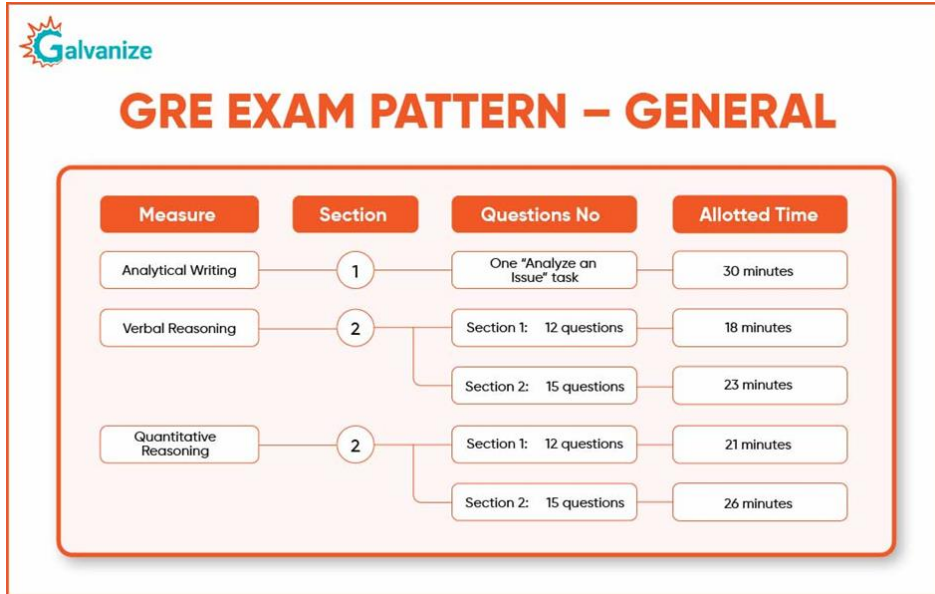 Galvanize
GRE EXAM PATTERN – GENERAL
Measure Section Questions No Allotted Time
Analytical Writing 1 One “Analyze an
Issue” task 30 minutes
Verbal Reasoning 2 Section 1: 12 questions 18 minutes
Section 2: 15 questions 23 minutes
Quantitative
Reasoning 2 Section 1: 12 questions 21 minutes
Section 2: 15 questions 26 minutes